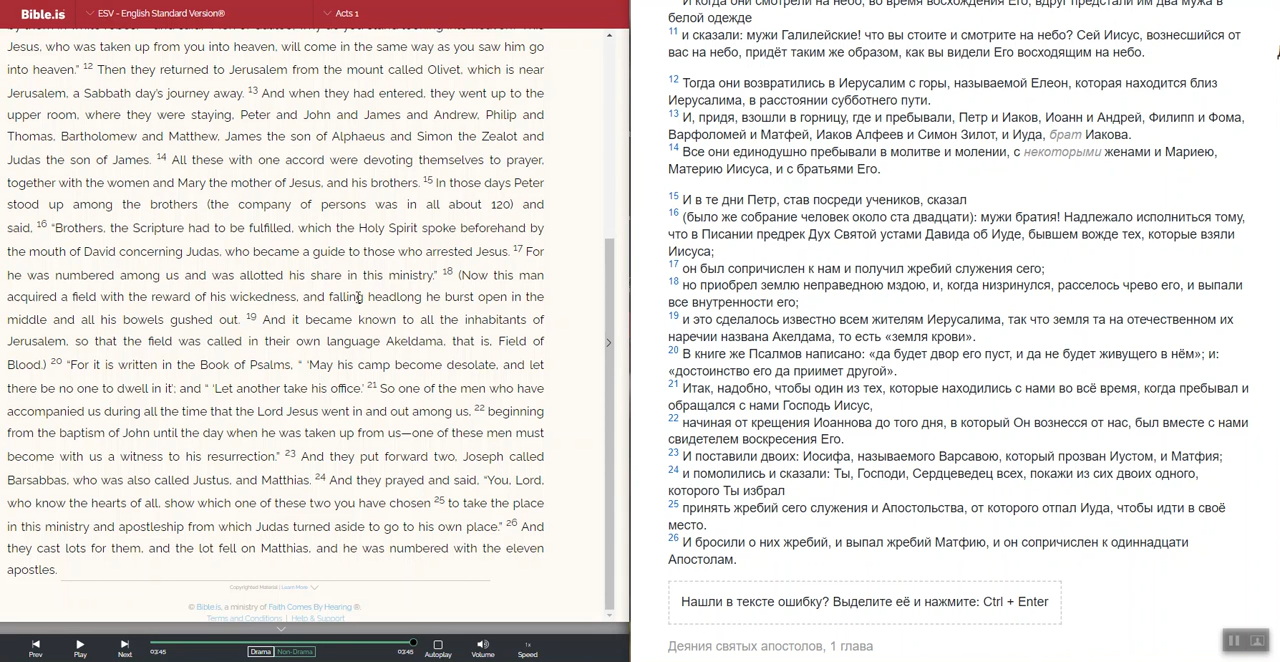 Bible.is
ESV - English Standard Version®
Acts 1
Jesus, who was taken up from you into heaven, will come in the same way as you saw him go
into heaven.” 12 Then they returned to Jerusalem from the mount called Olivet, which is near
Jerusalem, a Sabbath day’s journey away. 13 And when they had entered, they went up to the
upper room, where they were staying, Peter and John and James and Andrew, Philip and
Thomas, Bartholomew and Matthew, James the son of Alphaeus and Simon the Zealot and
Judas the son of James. 14 All these with one accord were devoting themselves to prayer,
together with the women and Mary the mother of Jesus, and his brothers. 15 In those days Peter
stood up among the brothers (the company of persons was in all about 120) and
said, 16 “Brothers, the Scripture had to be fulfilled, which the Holy Spirit spoke beforehand by
the mouth of David concerning Judas, who became a guide to those who arrested Jesus. 17 For
he was numbered among us and was allotted his share in this ministry.” 18 (Now this man
acquired a field with the reward of his wickedness, and falling headlong he burst open in the
middle and all his bowels gushed out. 19 And it became known to all the inhabitants of
Jerusalem, so that the field was called in their own language Akeldama, that is, Field of
Blood.) 20 “For it is written in the Book of Psalms, “ ‘May his camp become desolate, and let
there be no one to dwell in it’; and “ ‘Let another take his office.’ 21 So one of the men who have
accompanied us during all the time that the Lord Jesus went in and out among us, 22 beginning
from the baptism of John until the day when he was taken up from us—one of these men must
become with us a witness to his resurrection.” 23 And they put forward two, Joseph called
Barsabbas, who was also called Justus, and Matthias. 24 And they prayed and said, “You, Lord,
who know the hearts of all, show which one of these two you have chosen 25 to take the place
in this ministry and apostleship from which Judas turned aside to go to his own place.” 26 And
they cast lots for them, and the lot fell on Matthias, and he was numbered with the eleven
apostles.
Copyrighted Material | Learn More
© Bible.is, a ministry of Faith Comes By Hearing ®.
Terms and Conditions | Help & Support
Prev
Play
Next
03:45
Drama Non-Drama
03:45
Autoplay
Volume
1x
Speed
И когда они смотрели на небо, во время восхождения Его, вдруг предстали им два мужа в
белой одежде
11 и сказали: мужи Галилейские! что вы стоите и смотрите на небо? Сей Иисус, вознесшийся от
вас на небо, придёт таким же образом, как вы видели Его восходящим на небо.
12 Тогда они возвратились в Иерусалим с горы, называемой Елеон, которая находится близ
Иерусалима, в расстоянии субботнего пути.
13 И, придя, взошли в горницу, где и пребывали, Петр и Иаков, Иоанн и Андрей, Филипп и Фома,
Варфоломей и Матфей, Иаков Алфеев и Симон Зилот, и Иуда, брат Иакова.
14 Все они единодушно пребывали в молитве и молении, с некоторыми женами и Мариею,
Материю Иисуса, и с братьями Его.
15 И в те дни Петр, став посреди учеников, сказал
16 (было же собрание человек около ста двадцати): мужи братия! Надлежало исполниться тому,
что в Писании предрек Дух Святой устами Давида об Иуде, бывшем вожде тех, которые взяли
Иисуса;
17 он был сопричислен к нам и получил жребий служения сего;
18 но приобрел землю неправедною мздою, и, когда низринулся, расселось чрево его, и выпали
все внутренности его;
19 и это сделалось известно всем жителям Иерусалима, так что земля та на отечественном их
наречии названа Акелдама, то есть «земля крови».
20 В книге же Псалмов написано: «да будет двор его пуст, и да не будет живущего в нём»; и:
«достоинство его да приимет другой».
21 Итак, надобно, чтобы один из тех, которые находились с нами во всё время, когда пребывал и
обращался с нами Господь Иисус,
22 начиная от крещения Иоаннова до того дня, в который Он вознесся от нас, был вместе с нами
свидетелем воскресения Его.
23 И поставили двоих: Иосифа, называемого Варсавою, который прозван Иустом, и Матфия;
24 и помолились и сказали: Ты, Господи, Сердцеведец всех, покажи из сих двоих одного,
которого Ты избрал
25 принять жребий сего служения и Апостольства, от которого отпал Иуда, чтобы идти в своё
место.
26 И бросили о них жребий, и выпал жребий Матфию, и он сопричислен к одиннадцати
Апостолам.
Нашли в тексте ошибку? Выделите её и нажмите: Ctrl + Enter
Деяния святых апостолов, 1 глава